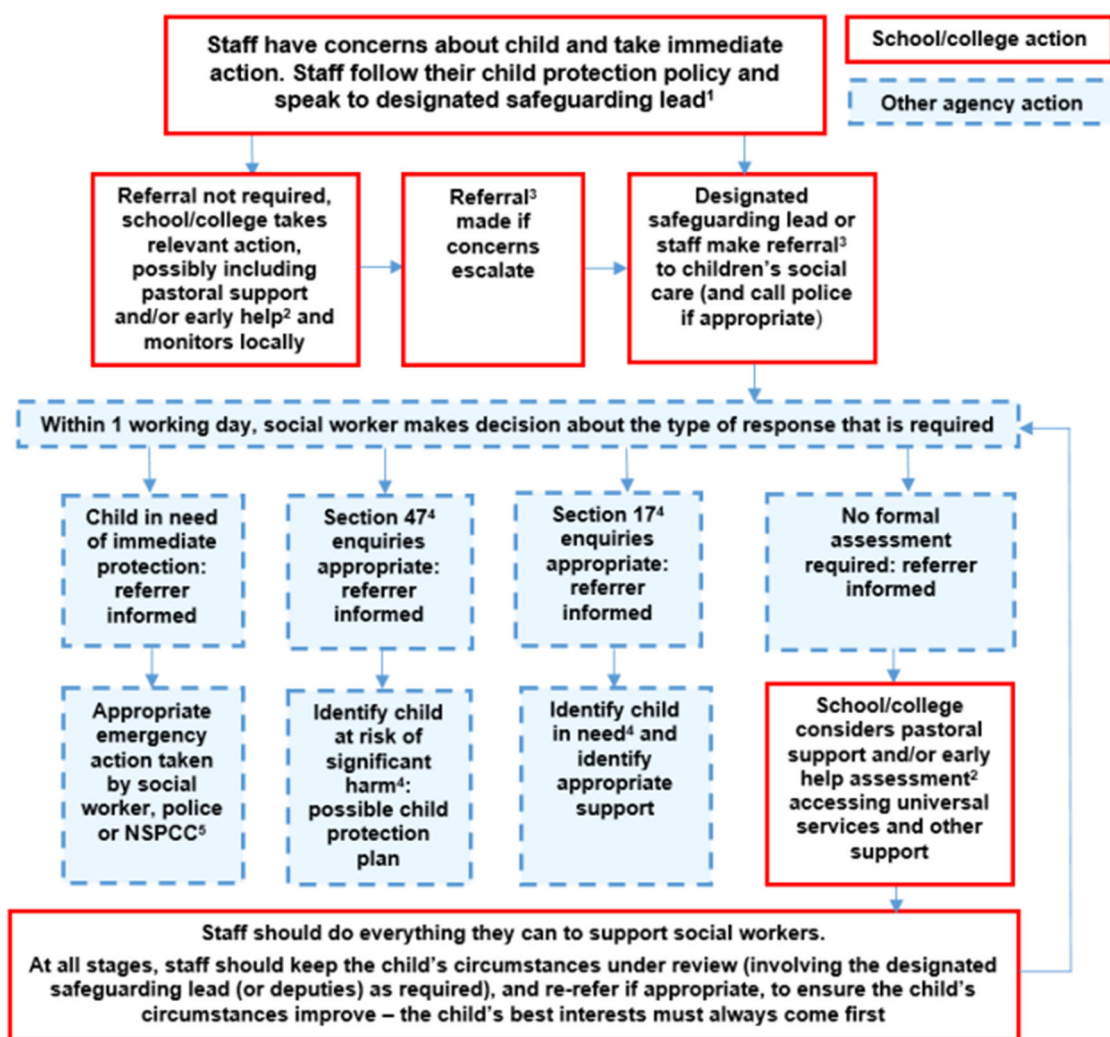 Staff have concerns about child and take immediate
action. Staff follow their child protection policy and
speak to designated safeguarding lead¹
School/college action
Other agency action
Referral not required,
school/college takes
relevant action,
possibly including
pastoral support
and/or early help² and
monitors locally
Referral³
made if
concerns
escalate
Designated
safeguarding lead or
staff make referral³
to children's social
care (and call police
if appropriate)
Within 1 working day, social worker makes decision about the type of response that is required
Child in need
of immediate
protection:
referrer
informed
Section 47⁴
enquiries
appropriate:
referrer
informed
Section 17⁴
enquiries
appropriate:
referrer
informed
No formal
assessment
required: referrer
informed
Appropriate
emergency
action taken
by social
worker, police
or NSPCC⁵
Identify child
at risk of
significant
harm⁴:
possible child
protection
plan
Identify child
in need⁴ and
identify
appropriate
support
School/college
considers pastoral
support and/or early
help assessment²
accessing universal
services and other
support
Staff should do everything they can to support social workers.
At all stages, staff should keep the child's circumstances under review (involving the designated
safeguarding lead (or deputies) as required), and re-refer if appropriate, to ensure the child's
circumstances improve – the child's best interests must always come first